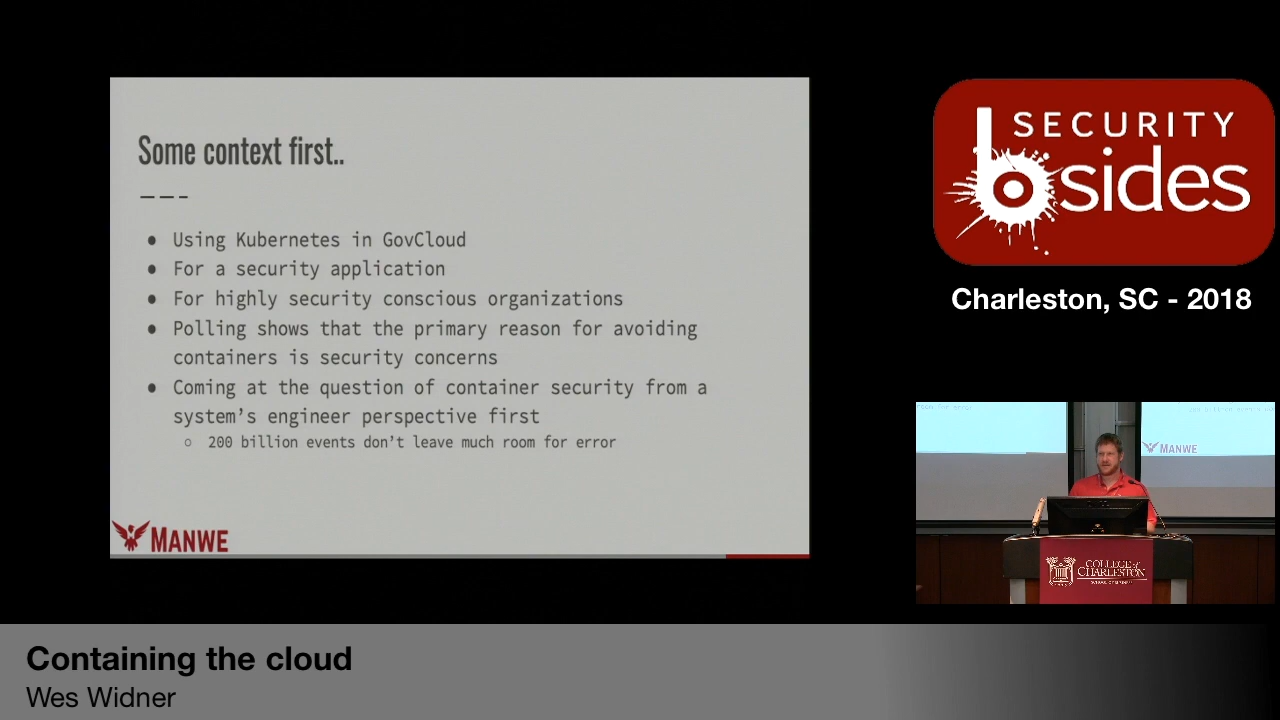 Some context first..
---
● Using Kubernetes in GovCloud
● For a security application
● For highly security conscious organizations
● Polling shows that the primary reason for avoiding
containers is security concerns
● Coming at the question of container security from a
system's engineer perspective first
○ 200 billion events don't leave much room for error
MANWE
SECURITY
bsides
Charleston, SC - 2018
MANWE
COLLEGE of
CHARLESTON
Containing the cloud
Wes Widner